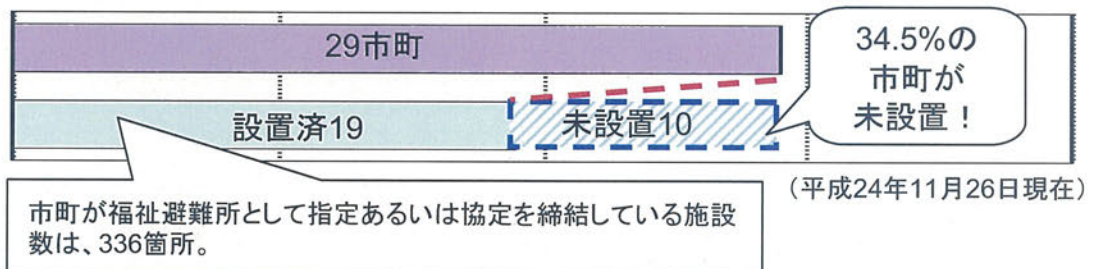 29市町
34.5%の
市町が
未設置！
設置済19
未設置10
（平成24年11月26日現在）
市町が福祉避難所として指定あるいは協定を締結している施設
数は、336箇所。